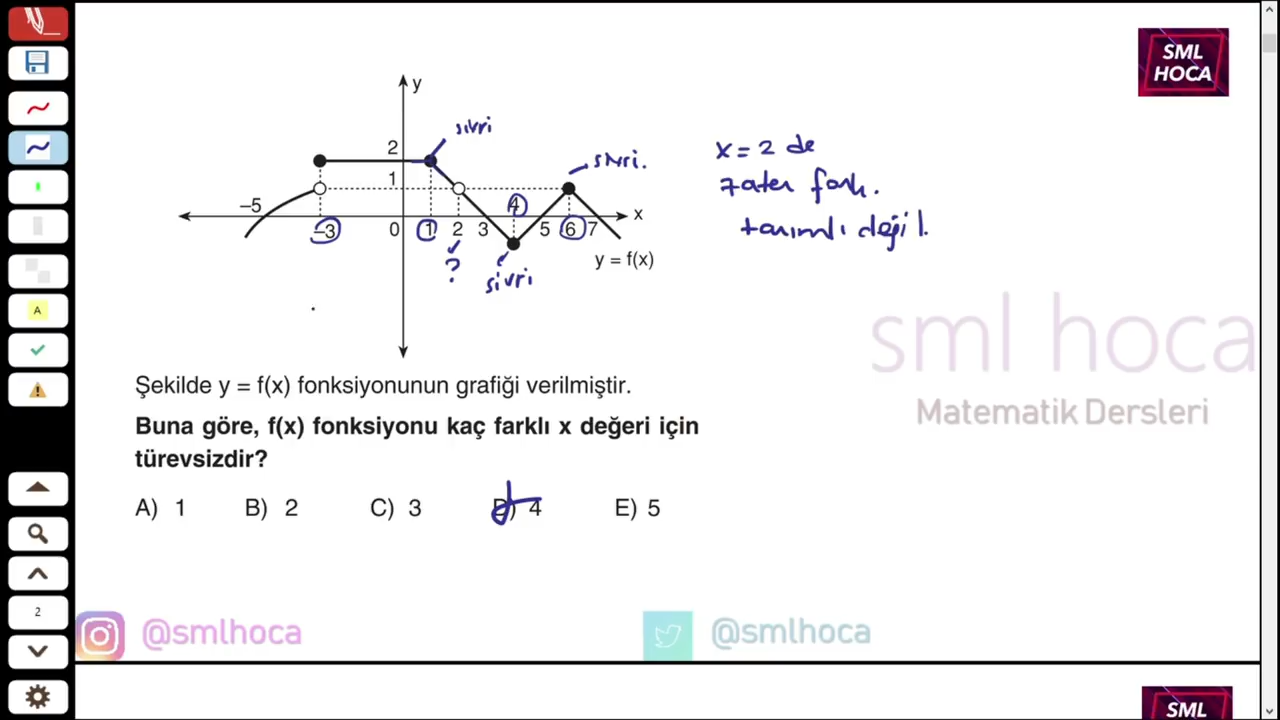 SML
HOCA
y
sivri
2
1
sivri.
x = 2 de
zaten fonk.
tanımlı değil.
–5
4
x
–3
0
1
2
3
5
6
7
?
sivri
y = f(x)
sml hoca
Matematik Dersleri
Şekilde y = f(x) fonksiyonunun grafiği verilmiştir.
Buna göre, f(x) fonksiyonu kaç farklı x değeri için
türevsizdir?
A) 1 B) 2 C) 3 D) 4 E) 5
A
2
@smlhoca @smlhoca
SML